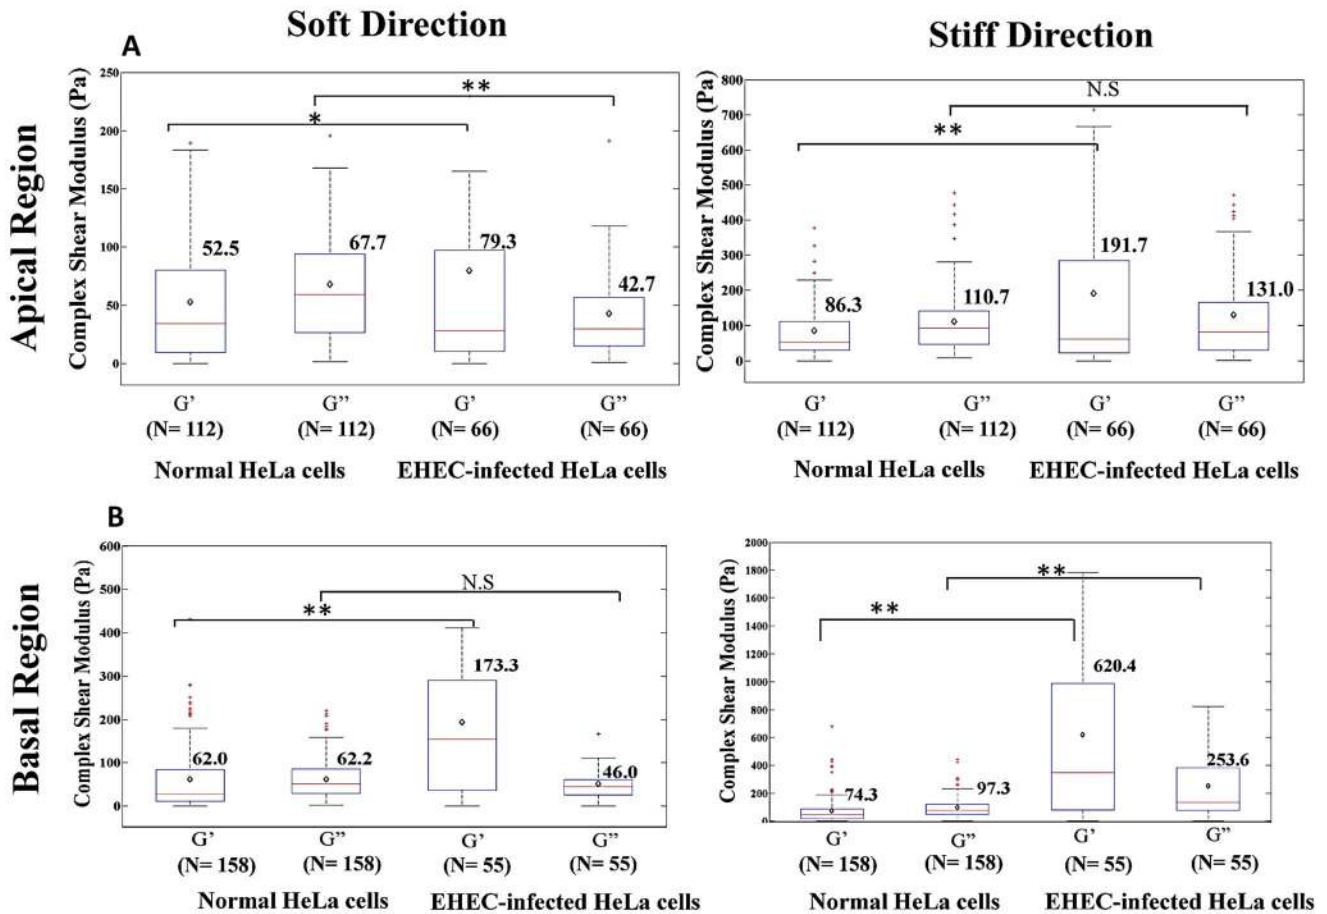 Soft Direction
Stiff Direction
A
Apical Region
Complex Shear Modulus (Pa)
250
200
150
100
50
0
**
*
52.5
67.7
79.3
42.7
G’ G’’ G’ G’’
(N= 112) (N= 112) (N= 66) (N= 66)
Normal HeLa cells EHEC-infected HeLa cells
Complex Shear Modulus (Pa)
800
700
600
500
400
300
200
100
0
N.S
**
86.3
110.7
191.7
131.0
G’ G’’ G’ G’’
(N= 112) (N= 112) (N= 66) (N= 66)
Normal HeLa cells EHEC-infected HeLa cells
B
Basal Region
Complex Shear Modulus (Pa)
600
500
400
300
200
100
0
N.S
**
62.0
62.2
173.3
46.0
G’ G’’ G’ G’’
(N= 158) (N= 158) (N= 55) (N= 55)
Normal HeLa cells EHEC-infected HeLa cells
Complex Shear Modulus (Pa)
2000
1800
1600
1400
1200
1000
800
600
400
200
0
**
**
74.3
97.3
620.4
253.6
G’ G’’ G’ G’’
(N= 158) (N= 158) (N= 55) (N= 55)
Normal HeLa cells EHEC-infected HeLa cells